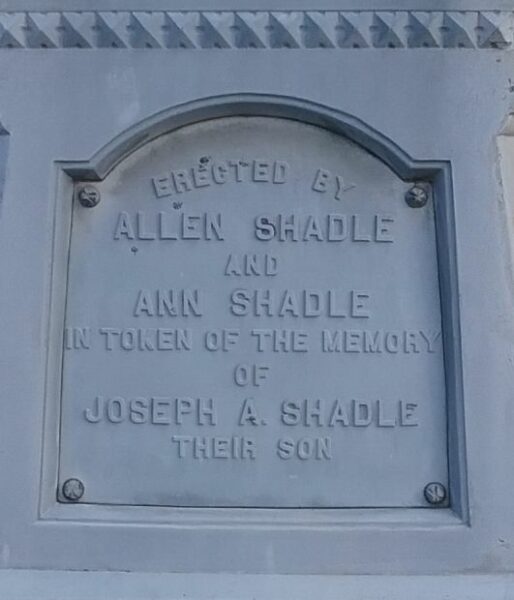 ERECTED BY
ALLEN SHADLE
AND
ANN SHADLE
IN TOKEN OF THE MEMORY
OF
JOSEPH A. SHADLE
THEIR SON